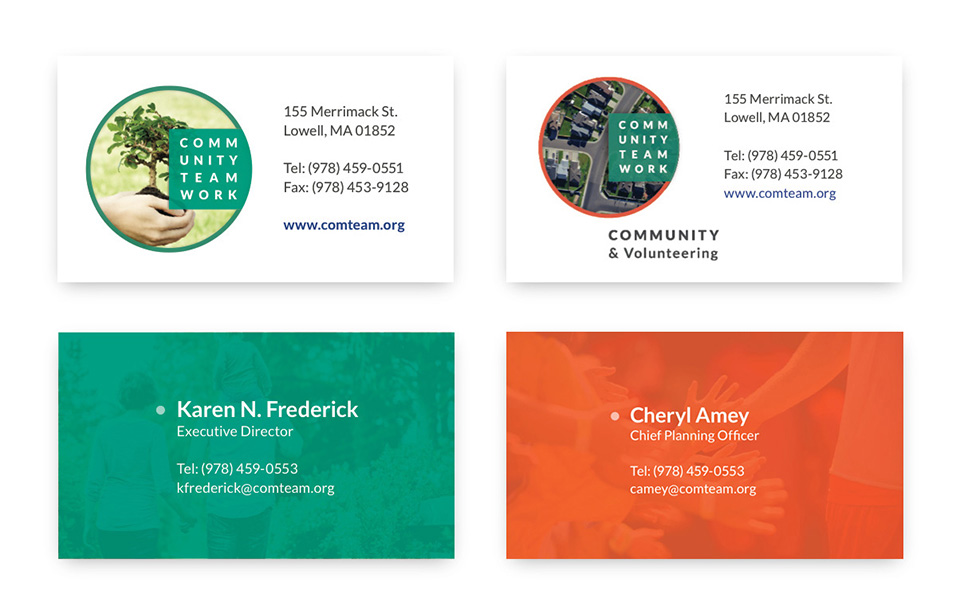 COMM
UNITY
TEAM
WORK
155 Merrimack St.
Lowell, MA 01852
Tel: (978) 459-0551
Fax: (978) 453-9128
www.comteam.org
COMM
UNITY
TEAM
WORK
COMMUNITY
& Volunteering
155 Merrimack St.
Lowell, MA 01852
Tel: (978) 459-0551
Fax: (978) 453-9128
www.comteam.org
Karen N. Frederick
Executive Director
Tel: (978) 459-0553
kfrederick@comteam.org
Cheryl Amey
Chief Planning Officer
Tel: (978) 459-0553
camey@comteam.org